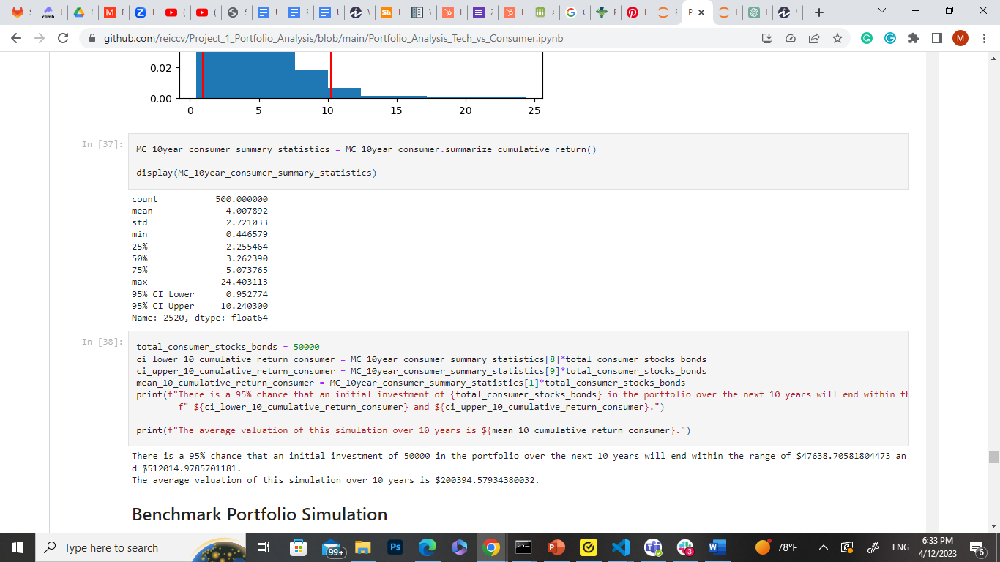 github.com/reiccv/Project_1_Portfolio_Analysis/blob/main/Portfolio_Analysis_Tech_vs_Consumer.ipynb
M
0.02
0.00
0 5 10 15 20 25
In [37]:
MC_10year_consumer_summary_statistics = MC_10year_consumer.summarize_cumulative_return()
display(MC_10year_consumer_summary_statistics)
count 500.000000
mean 4.007892
std 2.721033
min 0.446579
25% 2.255464
50% 3.262390
75% 5.073765
max 24.403113
95% CI Lower 0.952774
95% CI Upper 10.240300
Name: 2520, dtype: float64
In [38]:
total_consumer_stocks_bonds = 50000
ci_lower_10_cumulative_return_consumer = MC_10year_consumer_summary_statistics[8]*total_consumer_stocks_bonds
ci_upper_10_cumulative_return_consumer = MC_10year_consumer_summary_statistics[9]*total_consumer_stocks_bonds
mean_10_cumulative_return_consumer = MC_10year_consumer_summary_statistics[1]*total_consumer_stocks_bonds
print(f"There is a 95% chance that an initial investment of {total_consumer_stocks_bonds} in the portfolio over the next 10 years will end within th
f" ${ci_lower_10_cumulative_return_consumer} and ${ci_upper_10_cumulative_return_consumer}.")
print(f"The average valuation of this simulation over 10 years is ${mean_10_cumulative_return_consumer}.")
There is a 95% chance that an initial investment of 50000 in the portfolio over the next 10 years will end within the range of $47638.70581804473 an
d $512014.9785701181.
The average valuation of this simulation over 10 years is $200394.57934380032.
Benchmark Portfolio Simulation
Type here to search
99+
Ps
3
78°F
ENG
6:33 PM
4/12/2023
6